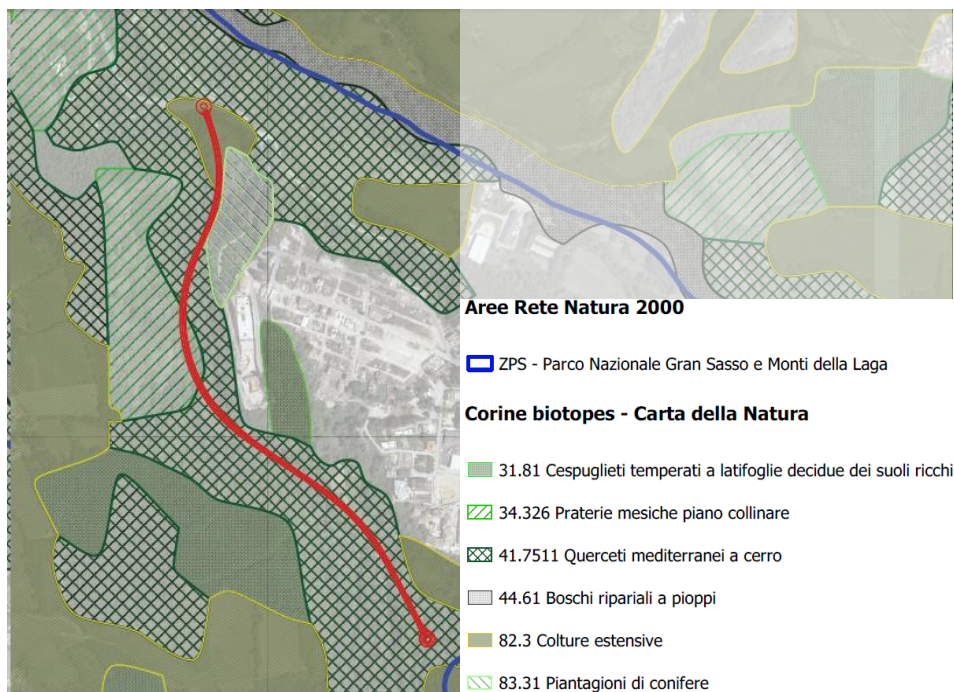 Aree Rete Natura 2000
ZPS - Parco Nazionale Gran Sasso e Monti della Laga
Corine biotopes - Carta della Natura
31.81 Cespuglieti temperati a latifoglie decidue dei suoli ricchi
34.326 Praterie mesiche piano collinare
41.7511 Querceti mediterranei a cerro
44.61 Boschi ripariali a pioppi
82.3 Colture estensive
83.31 Piantagioni di conifere